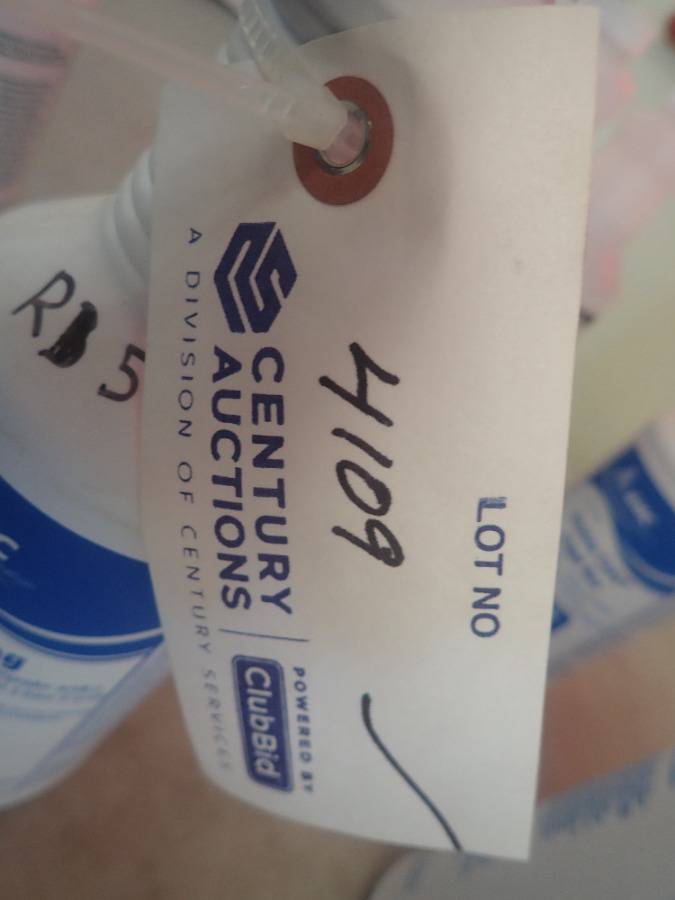 LOT NO
4109
CENTURY
AUCTIONS
POWERED BY
ClubBid
A DIVISION OF CENTURY SERVICES
R 5